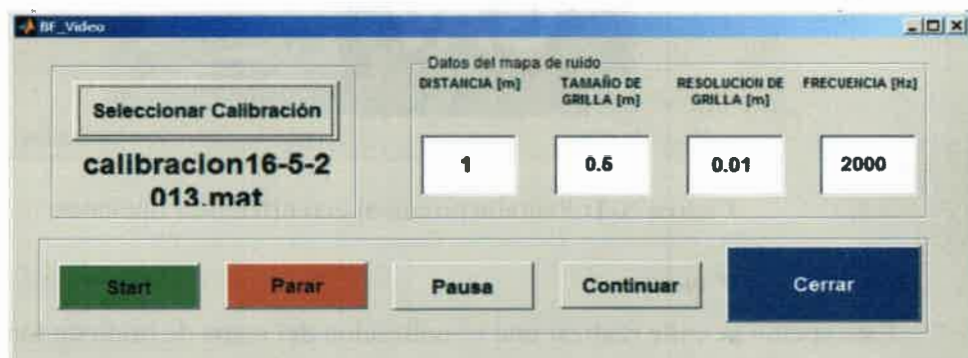 BF_Video
Seleccionar Calibración
calibracion16-5-2
013.mat
Datos del mapa de ruido
DISTANCIA [m]
TAMAÑO DE
GRILLA [m]
RESOLUCION DE
GRILLA [m]
FRECUENCIA [Hz]
1
0.5
0.01
2000
Start
Parar
Pausa
Continuar
Cerrar